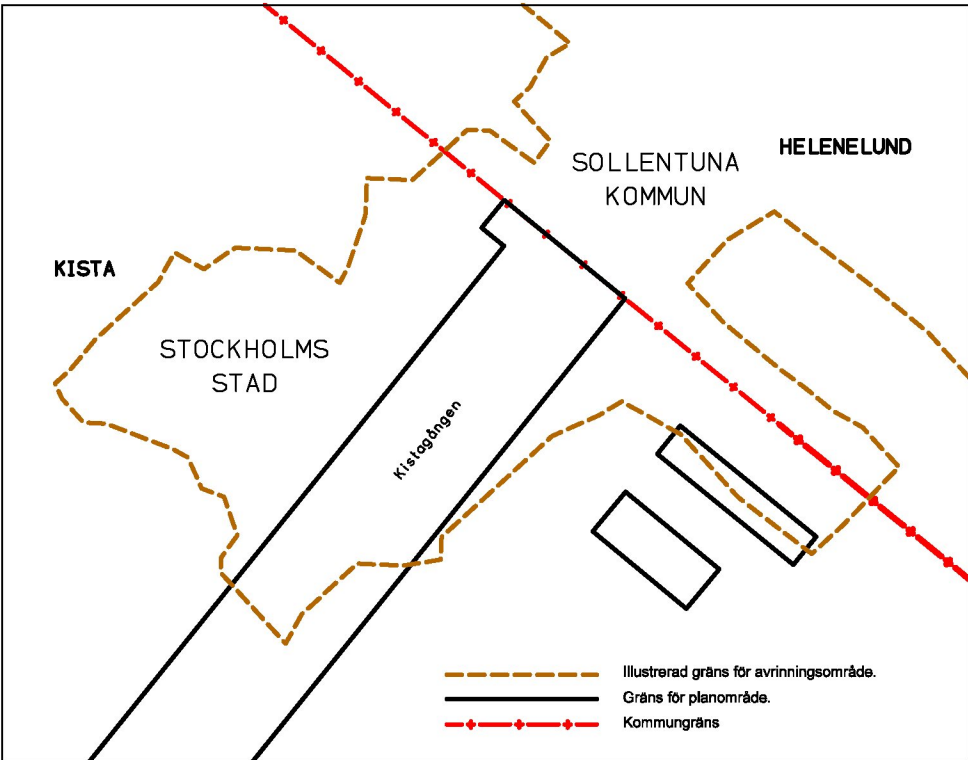 HELENELUND
SOLLENTUNA
KOMMUN
KISTA
STOCKHOLMS
STAD
Kistagången
Illustrerad gräns för avrinningsområde.
Gräns för planområde.
Kommungräns